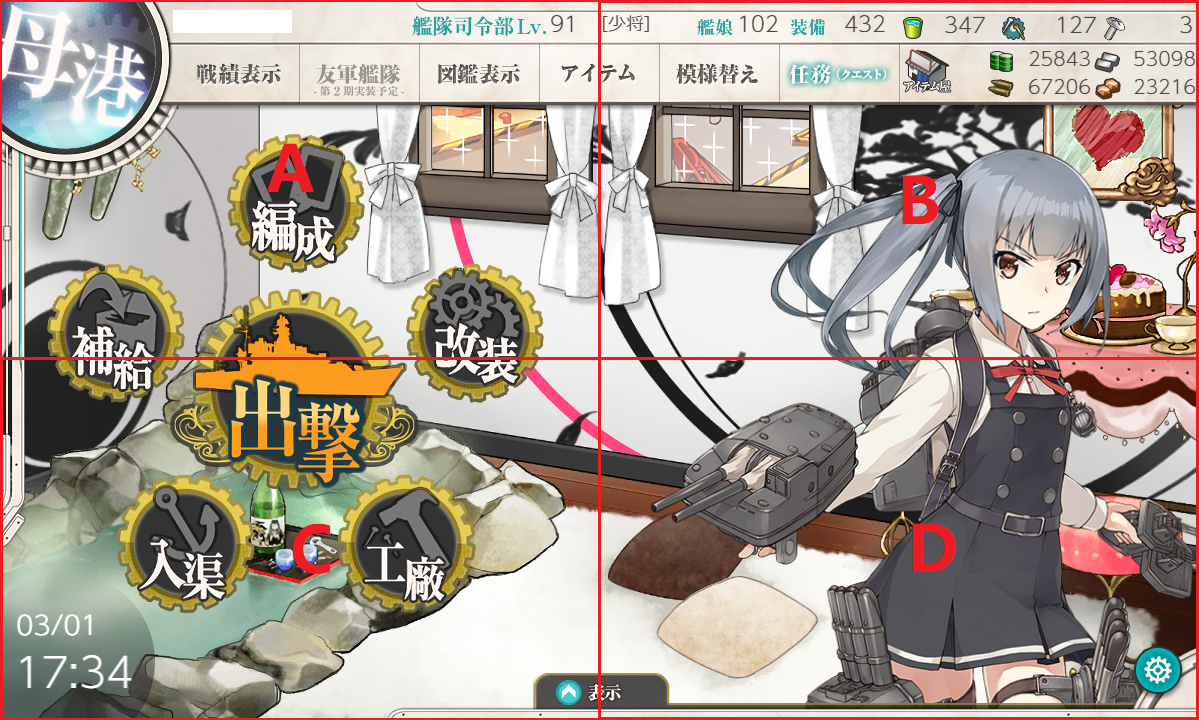 母港
艦隊司令部Lv.91 [少将] 艦娘 102 装備 432 347 127 3
戦績表示
友軍艦隊
-第2期実装予定-
図鑑表示
アイテム
模様替え
任務(クエスト)
アイテム屋
25843 53098
67206 23216
A
B
編成
補給
改装
出撃
入渠
C
工廠
D
03/01
17:34
表示